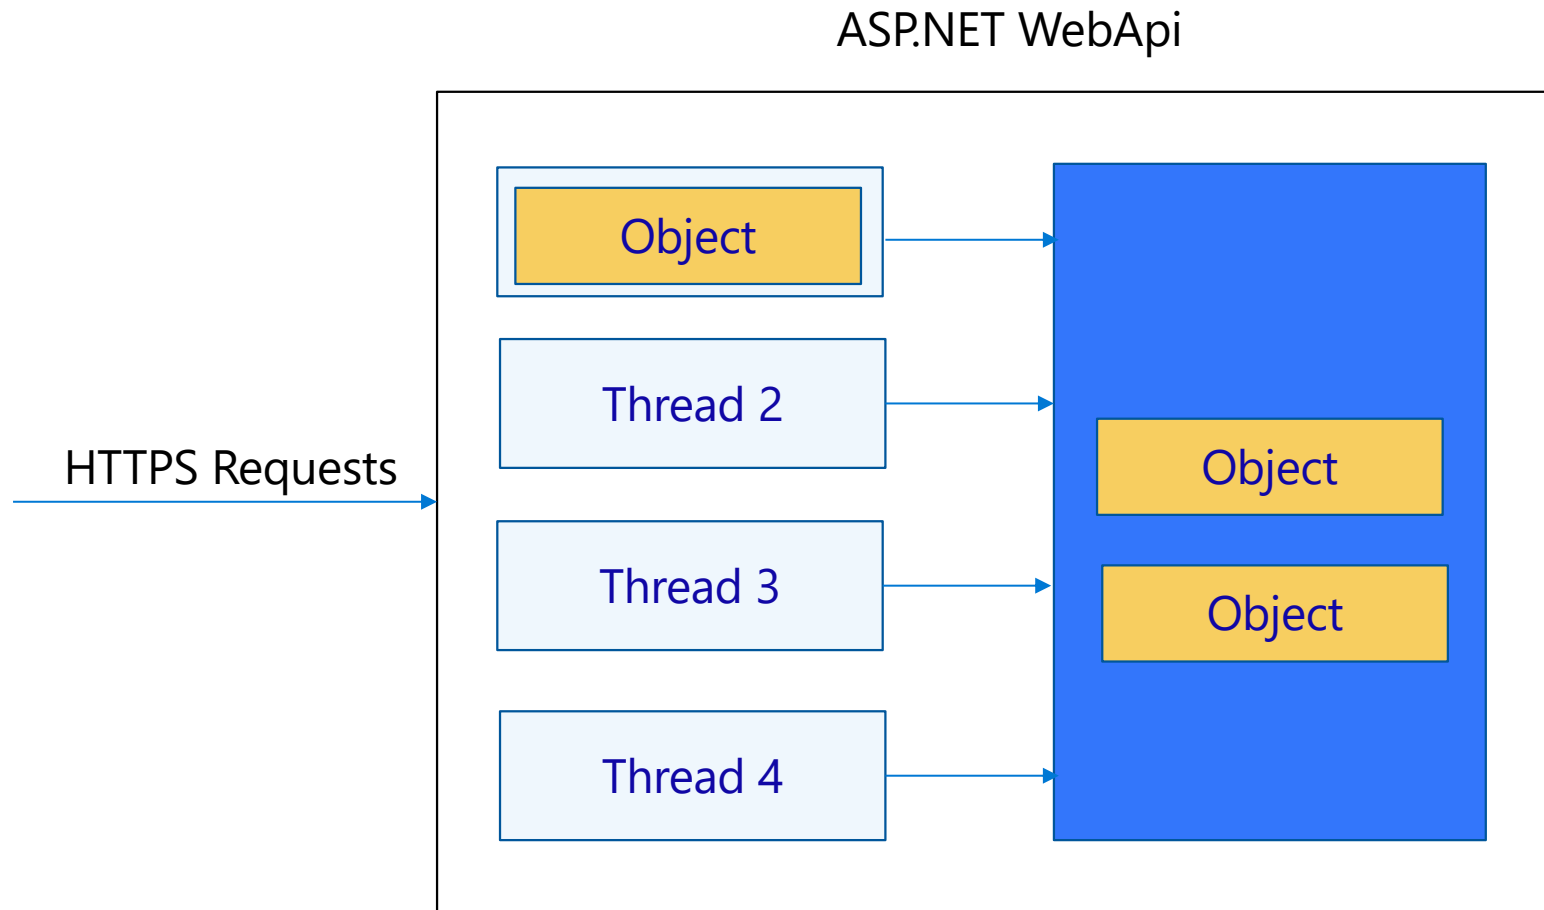 ASP.NET WebApi
Object
Thread 2
HTTPS Requests
Object
Thread 3
Object
Thread 4